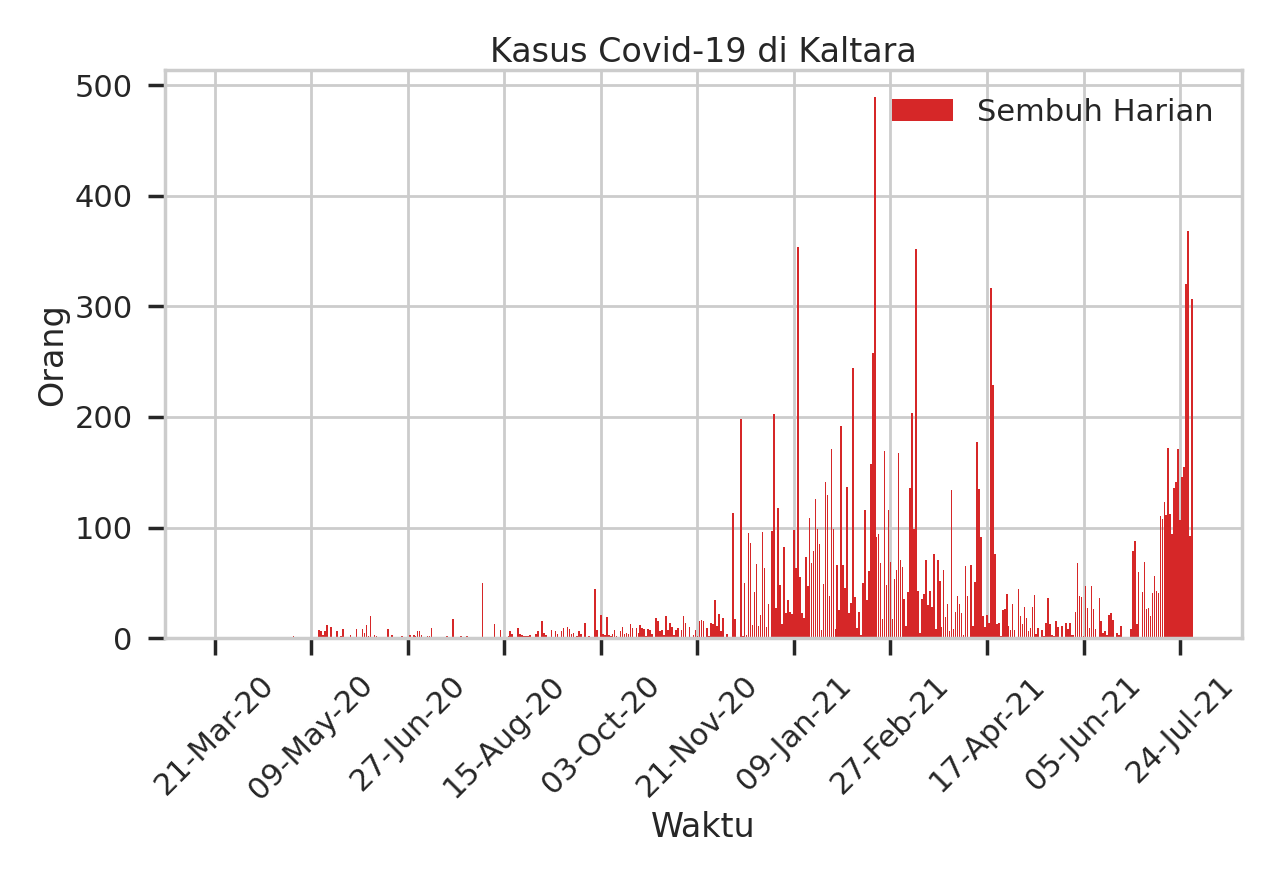 Kasus Covid-19 di Kaltara
Sembuh Harian
Orang
500
400
300
200
100
0
21-Mar-20
09-May-20
27-Jun-20
15-Aug-20
03-Oct-20
21-Nov-20
09-Jan-21
27-Feb-21
17-Apr-21
05-Jun-21
24-Jul-21
Waktu